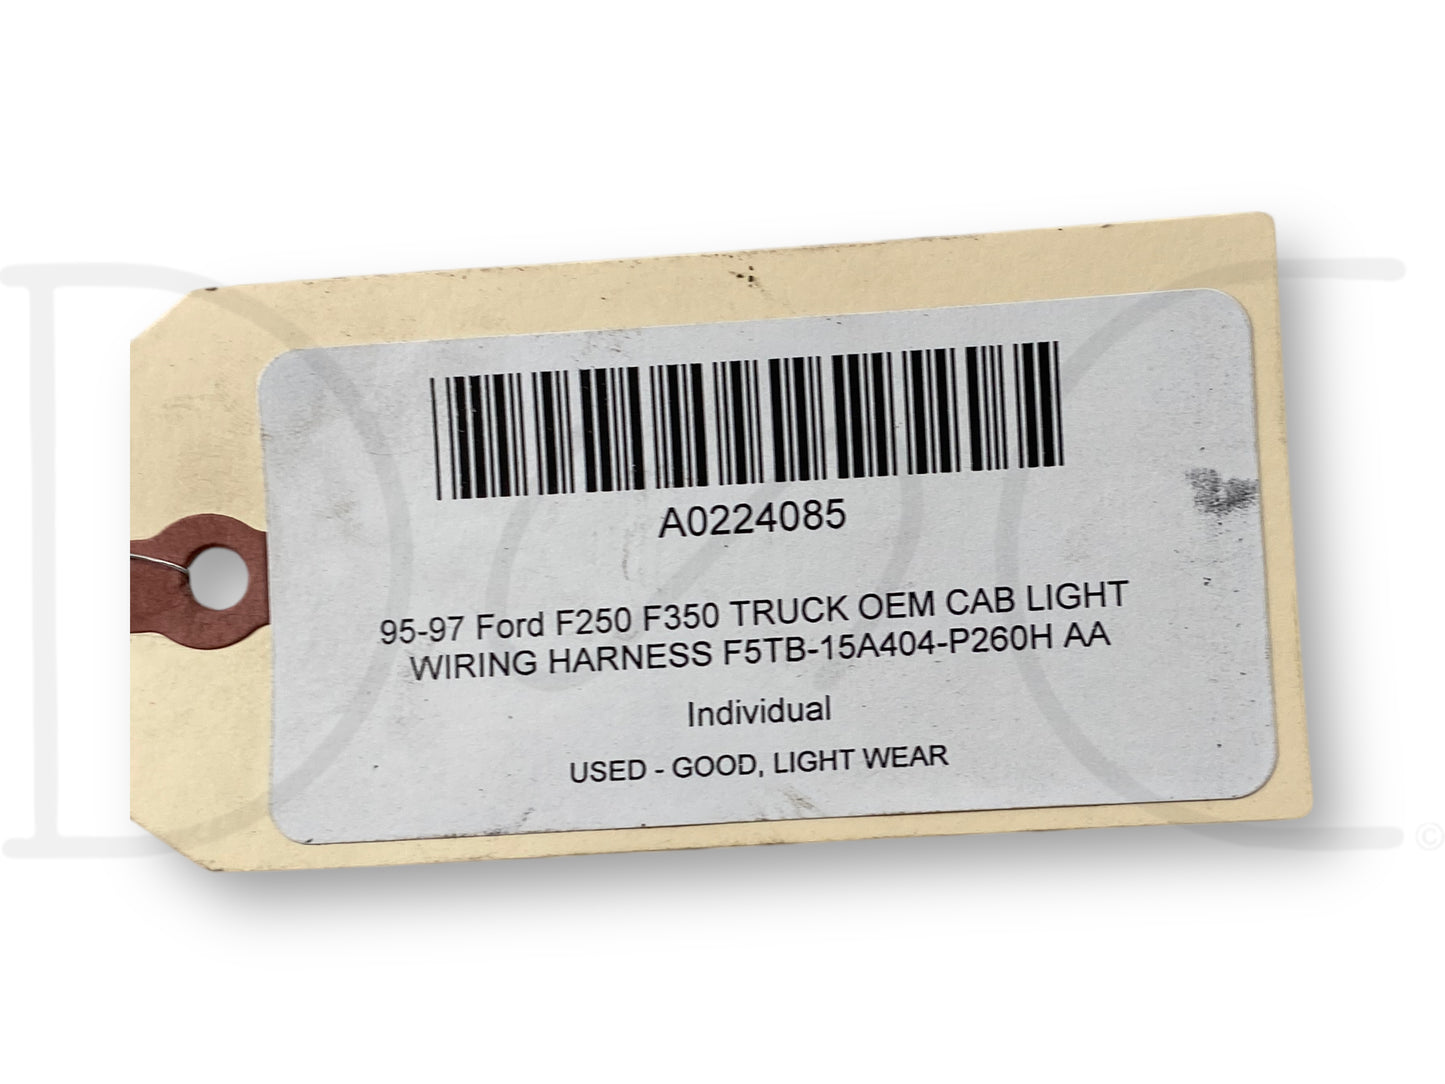 A0224085
95-97 Ford F250 F350 TRUCK OEM CAB LIGHT
WIRING HARNESS F5TB-15A404-P260H AA
Individual
USED - GOOD, LIGHT WEAR
©